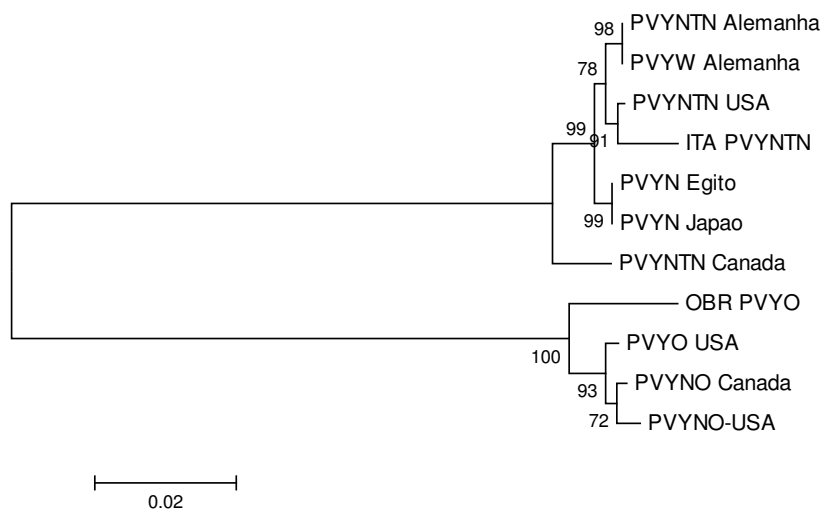 98
PVYNTN Alemanha
PVYW Alemanha
78
PVYNTN USA
99
91
ITA PVYNTN
PVYN Egito
99
PVYN Japao
PVYNTN Canada
OBR PVYO
100
PVYO USA
93
PVYNO Canada
72
PVYNO-USA
0.02